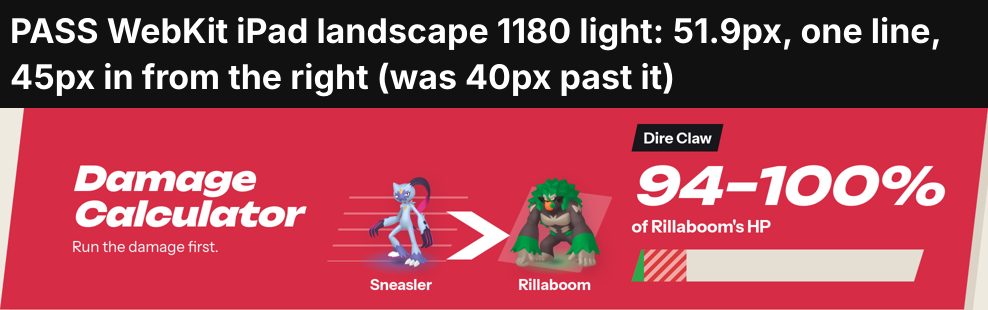 PASS WebKit iPad landscape 1180 light: 51.9px, one line,
45px in from the right (was 40px past it)
Dire Claw
Damage
Calculator
94–100%
of Rillaboom's HP
Run the damage first.
Sneasler
Rillaboom